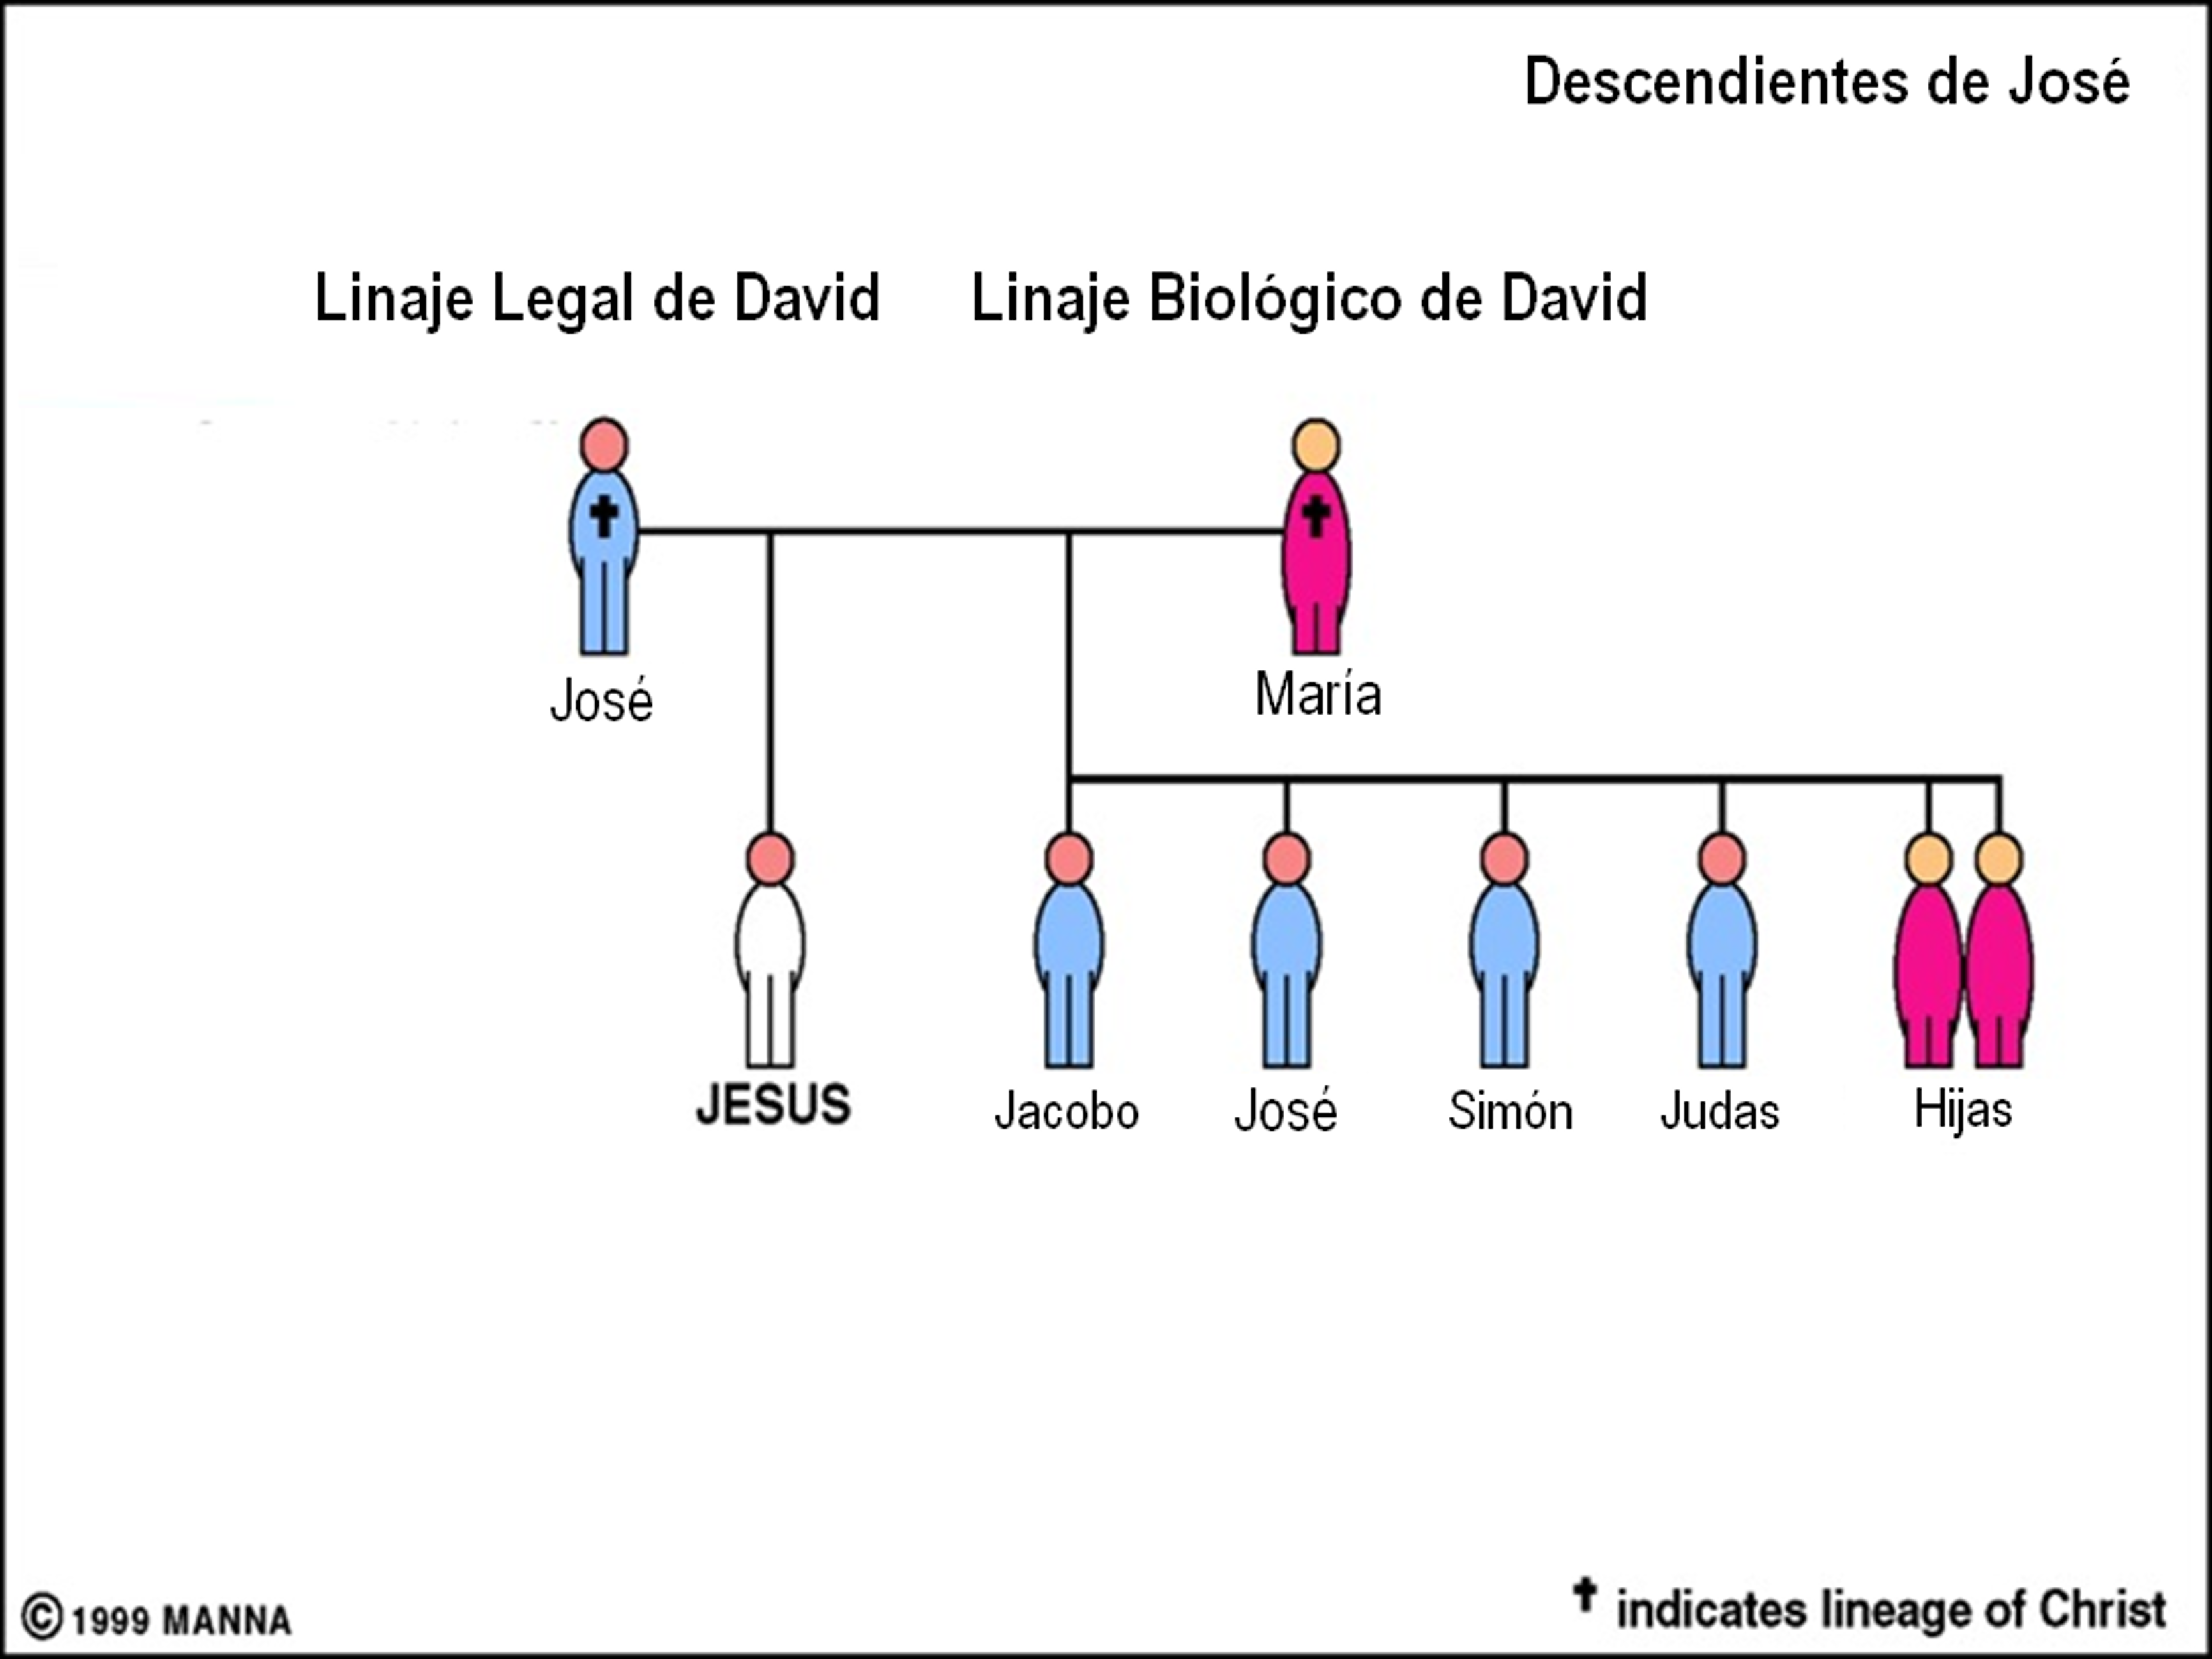 Descendientes de José
Linaje Legal de David
Linaje Biológico de David
José
María
JESUS
Jacobo
José
Simón
Judas
Hijas
© 1999 MANNA
✝ indicates lineage of Christ